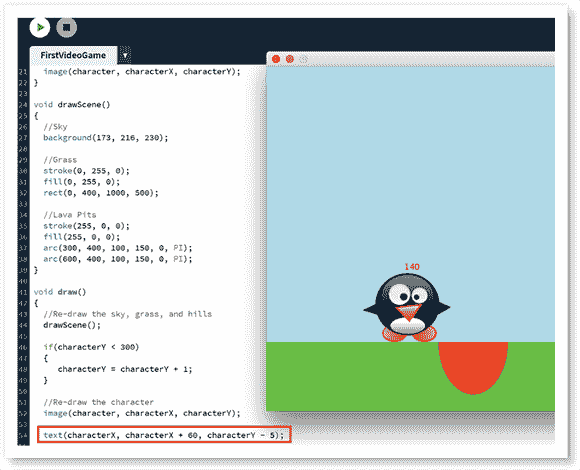 FirstVideoGame
21 image(character, characterX, characterY);
22 }
23
24 void drawScene()
25 {
26 //Sky
27 background(173, 216, 230);
28
29 //Grass
30 stroke(0, 255, 0);
31 fill(0, 255, 0);
32 rect(0, 400, 1000, 500);
33
34 //Lava Pits
35 stroke(255, 0, 0);
36 fill(255, 0, 0);
37 arc(300, 400, 100, 150, 0, PI);
38 arc(600, 400, 100, 150, 0, PI);
39 }
40
41 void draw()
42 {
43 //Re-draw the sky, grass, and hills
44 drawScene();
45
46 if(characterY < 300)
47 {
48 characterY = characterY + 1;
49 }
50
51 //Re-draw the character
52 image(character, characterX, characterY);
53
54 text(characterX, characterX + 60, characterY - 5);
140